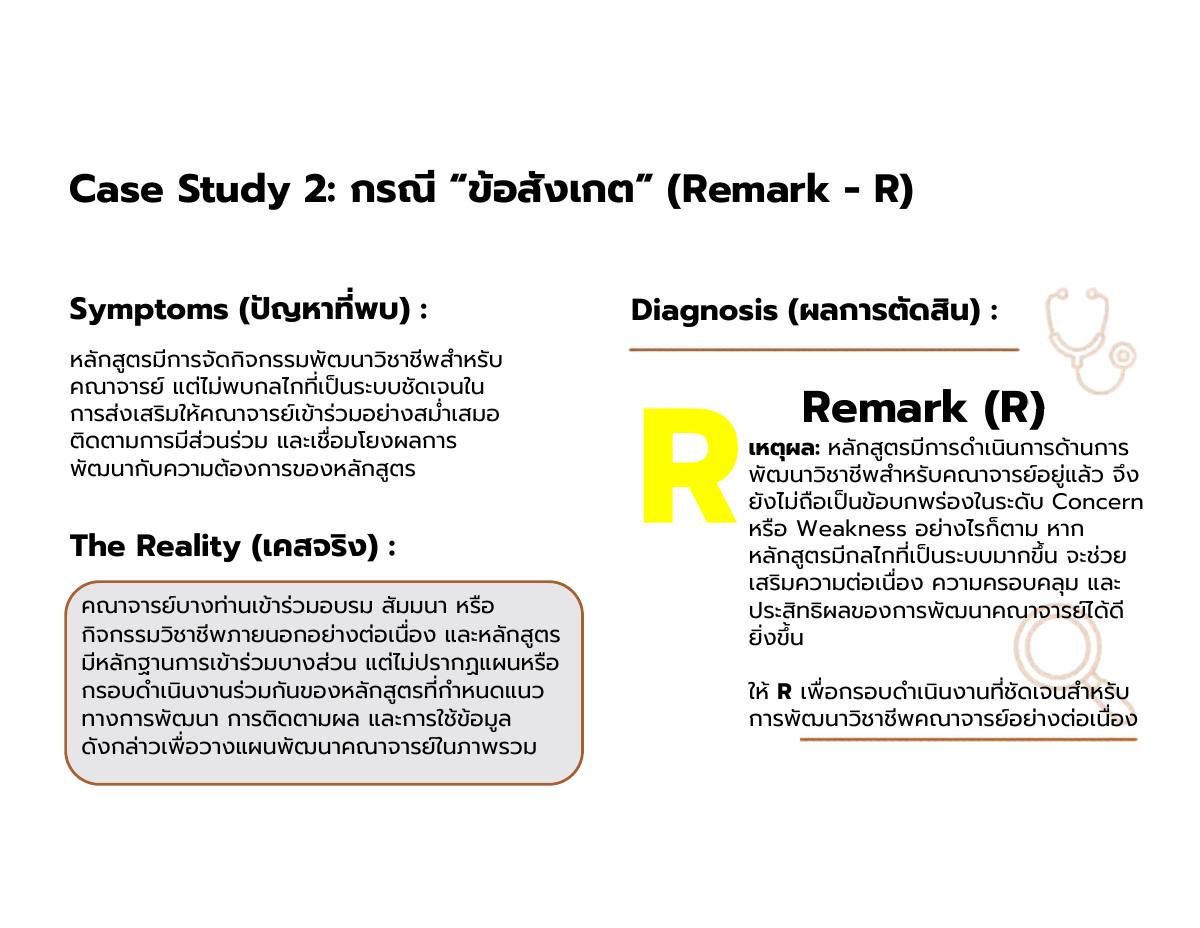 Case Study 2: กรณี “ข้อสังเกต” (Remark - R)
Symptoms (ปัญหาที่พบ) :
หลักสูตรมีการจัดกิจกรรมพัฒนาวิชาชีพสำหรับ
คณาจารย์ แต่ไม่พบกลไกที่เป็นระบบชัดเจนใน
การส่งเสริมให้คณาจารย์เข้าร่วมอย่างสม่ำเสมอ
ติดตามการมีส่วนร่วม และเชื่อมโยงผลการ
พัฒนากับความต้องการของหลักสูตร
The Reality (เคสจริง) :
คณาจารย์บางท่านเข้าร่วมอบรม สัมมนา หรือ
กิจกรรมวิชาชีพภายนอกอย่างต่อเนื่อง และหลักสูตร
มีหลักฐานการเข้าร่วมบางส่วน แต่ไม่ปรากฏแผนหรือ
กรอบดำเนินงานร่วมกันของหลักสูตรที่กำหนดแนว
ทางการพัฒนา การติดตามผล และการใช้ข้อมูล
ดังกล่าวเพื่อวางแผนพัฒนาคณาจารย์ในภาพรวม
Diagnosis (ผลการตัดสิน) :
R
Remark (R)
เหตุผล: หลักสูตรมีการดำเนินการด้านการ
พัฒนาวิชาชีพสำหรับคณาจารย์อยู่แล้ว จึง
ยังไม่ถือเป็นข้อบกพร่องในระดับ Concern
หรือ Weakness อย่างไรก็ตาม หาก
หลักสูตรมีกลไกที่เป็นระบบมากขึ้น จะช่วย
เสริมความต่อเนื่อง ความครอบคลุม และ
ประสิทธิผลของการพัฒนาคณาจารย์ได้ดี
ยิ่งขึ้น
ให้ R เพื่อกรอบดำเนินงานที่ชัดเจนสำหรับ
การพัฒนาวิชาชีพคณาจารย์อย่างต่อเนื่อง